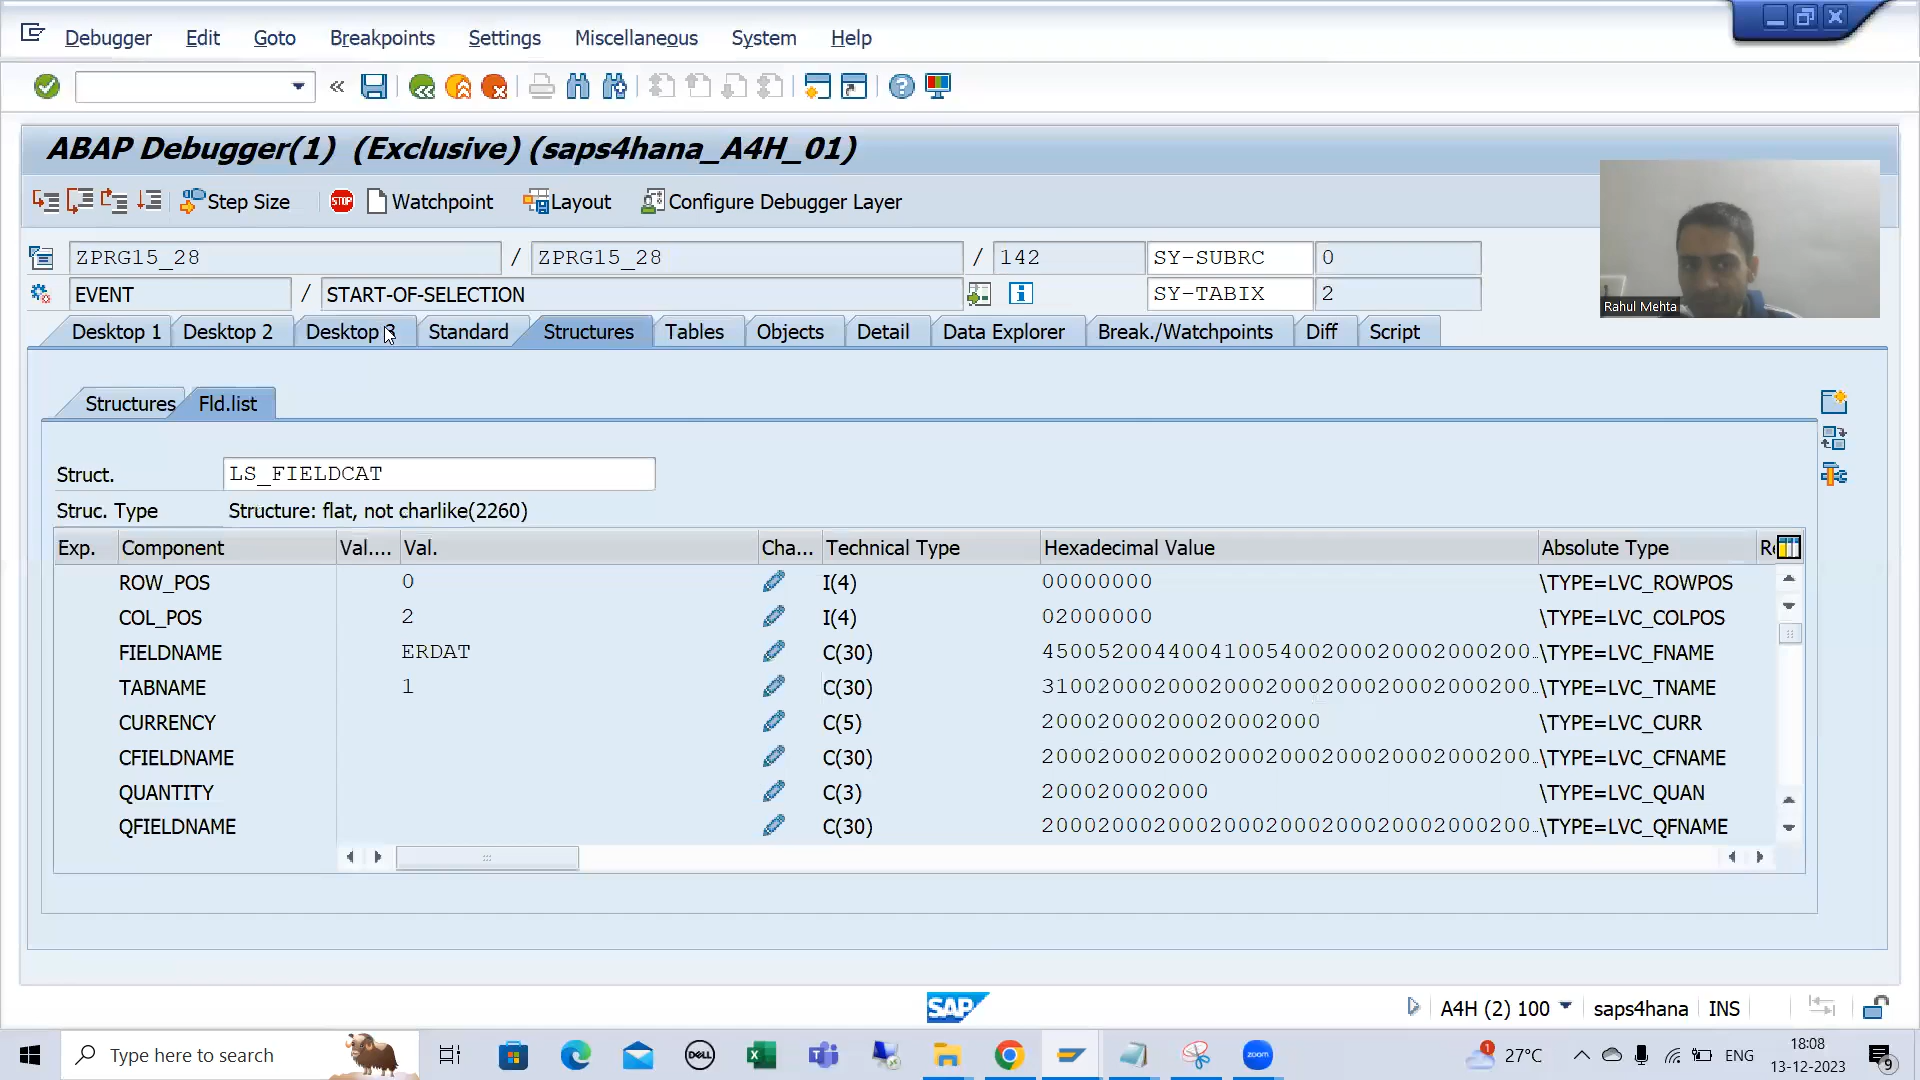 Debugger Edit Goto Breakpoints Settings Miscellaneous System Help
ABAP Debugger(1) (Exclusive) (saps4hana_A4H_01)
Step Size STOP Watchpoint Layout Configure Debugger Layer
ZPRG15_28 / ZPRG15_28 / 142 SY-SUBRC 0
EVENT / START-OF-SELECTION SY-TABIX 2
Rahul Mehta
Desktop 1 Desktop 2 Desktop 3 Standard Structures Tables Objects Detail Data Explorer Break./Watchpoints Diff Script
Structures Fld.list
Struct. LS_FIELDCAT
Struc. Type Structure: flat, not charlike(2260)
Exp. Component Val.... Val. Cha... Technical Type Hexadecimal Value Absolute Type
ROW_POS 0 I(4) 00000000 \TYPE=LVC_ROWPOS
COL_POS 2 I(4) 02000000 \TYPE=LVC_COLPOS
FIELDNAME ERDAT C(30) 45005200440041005400200020002000200... \TYPE=LVC_FNAME
TABNAME 1 C(30) 31002000200020002000200020002000200... \TYPE=LVC_TNAME
CURRENCY C(5) 20002000200020002000 \TYPE=LVC_CURR
CFIELDNAME C(30) 20002000200020002000200020002000200... \TYPE=LVC_CFNAME
QUANTITY C(3) 200020002000 \TYPE=LVC_QUAN
QFIELDNAME C(30) 20002000200020002000200020002000200... \TYPE=LVC_QFNAME
SAP A4H (2) 100 saps4hana INS
Type here to search DELL zoom 1 27°C ENG 18:08
13-12-2023 9